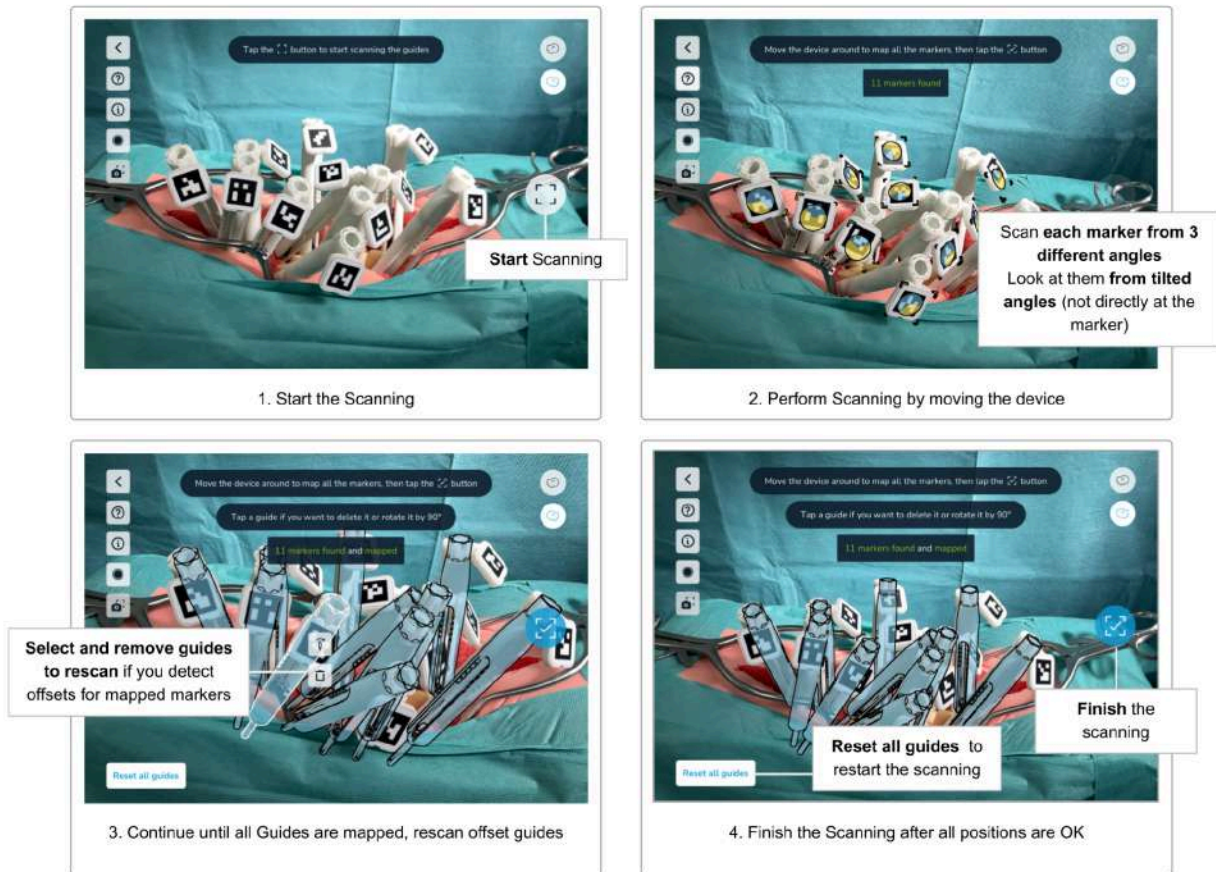 Tap the button to start scanning the guides
Start Scanning
1. Start the Scanning
Move the device around to map all the markers, then tap the button
11 markers found
Scan each marker from 3
different angles
Look at them from tilted
angles (not directly at the
marker)
2. Perform Scanning by moving the device
Move the device around to map all the markers, then tap the button
Tap a guide if you want to delete it or rotate it by 90°
11 markers found and mapped
Select and remove guides
to rescan if you detect
offsets for mapped markers
Reset all guides
3. Continue until all Guides are mapped, rescan offset guides
Move the device around to map all the markers, then tap the button
Tap a guide if you want to delete it or rotate it by 90°
11 markers found and mapped
Finish the
scanning
Reset all guides to
restart the scanning
Reset all guides
4. Finish the Scanning after all positions are OK